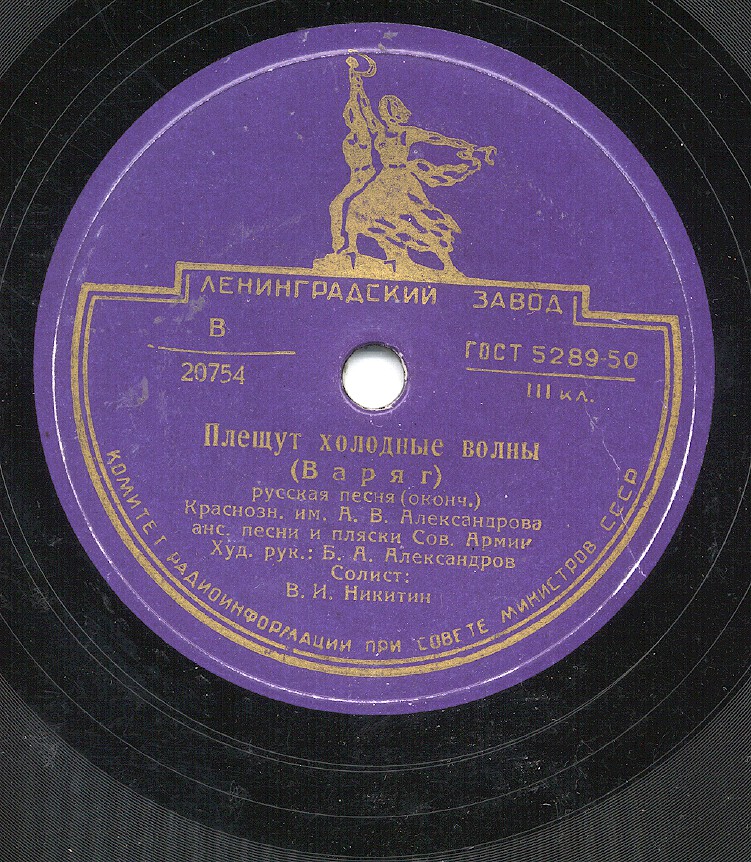 ЛЕНИНГРАДСКИЙ ЗАВОД
В
20754
ГОСТ 5289-50
III кл.
Плещут холодные волны
(Варяг)
русская песня (оконч.)
Краснозн. им. А. В. Александрова
анс. песни и пляски Сов. Армии
Худ. рук.: Б. А. Александров
Солист:
В. И. Никитин
КОМИТЕТ РАДИОИНФОРМАЦИИ ПРИ СОВЕТЕ МИНИСТРОВ СССР